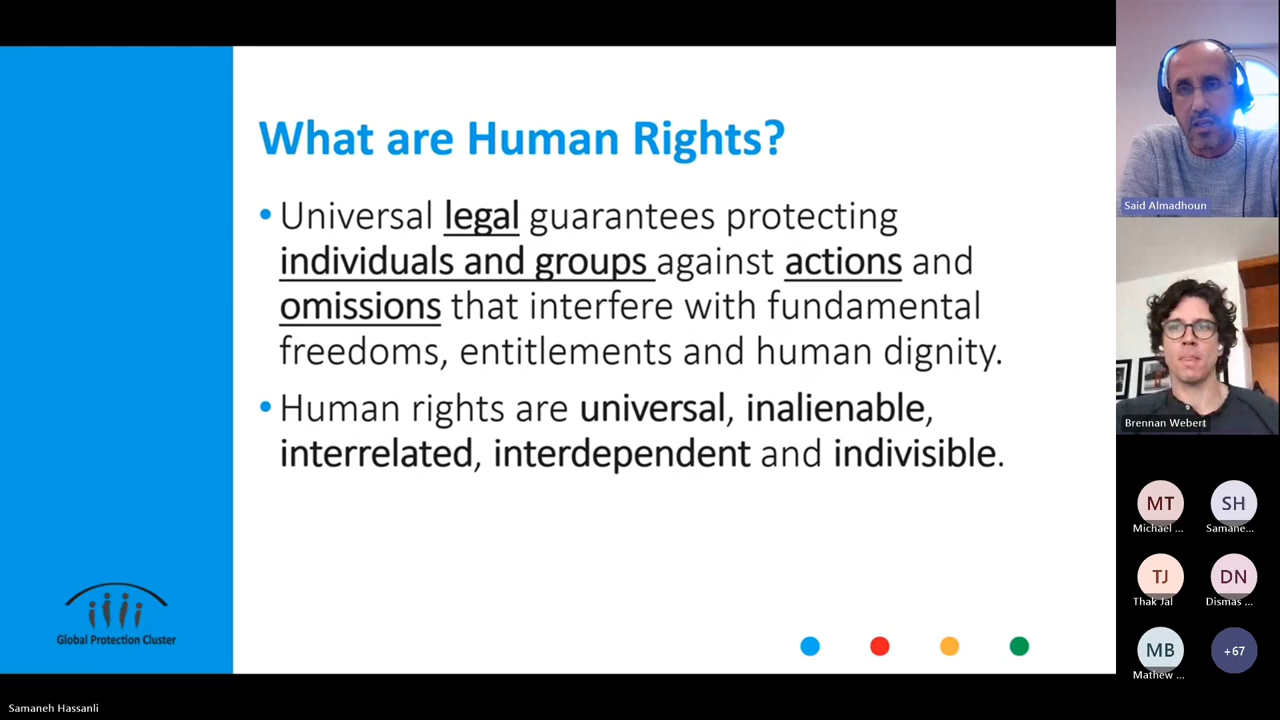 What are Human Rights?
• Universal legal guarantees protecting
individuals and groups against actions and
omissions that interfere with fundamental
freedoms, entitlements and human dignity.
• Human rights are universal, inalienable,
interrelated, interdependent and indivisible.
Global Protection Cluster
Said Almadhoun
Brennan Webert
MT
Michael ...
SH
Samane...
TJ
Thak Jal
DN
Dismas ...
MB
Mathew ...
+67
Samaneh Hassanli